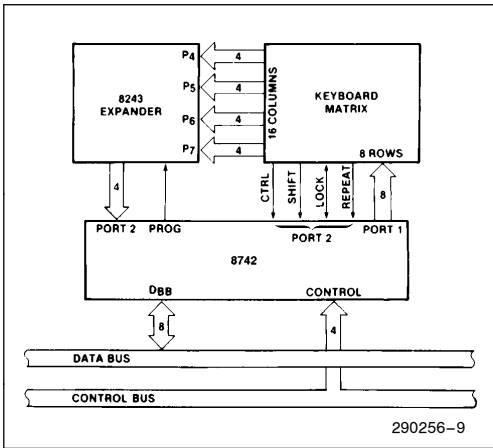 8243
EXPANDER
P4
P5
P6
P7
4
4
4
4
16 COLUMNS
KEYBOARD
MATRIX
8 ROWS
4
CTRL
SHIFT
LOCK
REPEAT
8
PORT 2
PROG
PORT 2
PORT 1
8742
DBB
CONTROL
8
4
DATA BUS
CONTROL BUS
290256–9